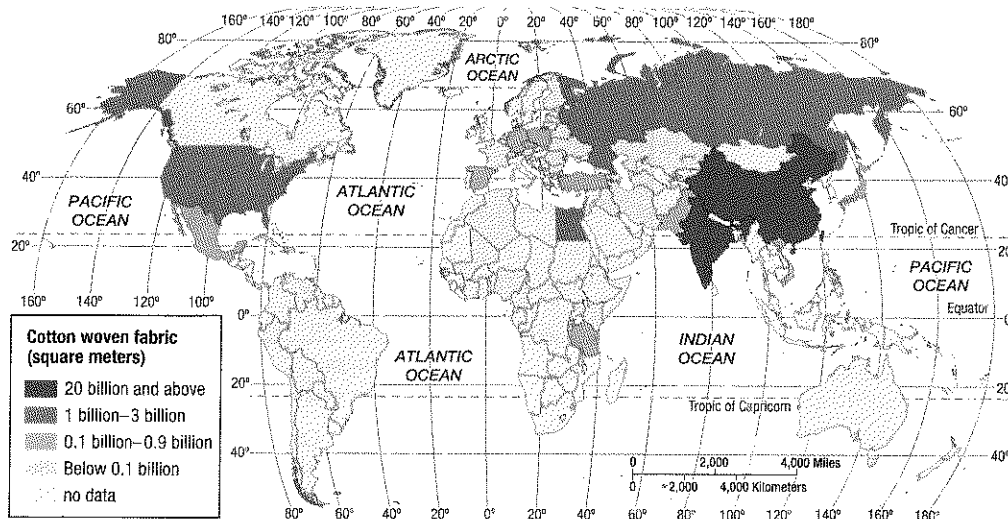 160° 140° 120° 100° 80° 60° 40° 20° 0° 20° 40° 60° 80° 100° 120° 140° 160° 180°
80°
80°
ARCTIC
OCEAN
60°
60°
40°
40°
PACIFIC
OCEAN
ATLANTIC
OCEAN
Tropic of Cancer
20°
20°
PACIFIC
OCEAN
160° 140° 120° 100°
Equator
0°
0°
0°
Cotton woven fabric
(square meters)
20 billion and above
1 billion–3 billion
0.1 billion–0.9 billion
Below 0.1 billion
no data
ATLANTIC
OCEAN
INDIAN
OCEAN
20°
20°
20°
Tropic of Capricorn
40°
40°
40°
0 2,000 4,000 Miles
0 2,000 4,000 Kilometers
80° 60° 40° 20° 0° 20° 40° 60° 80° 100° 120° 140° 160° 180°